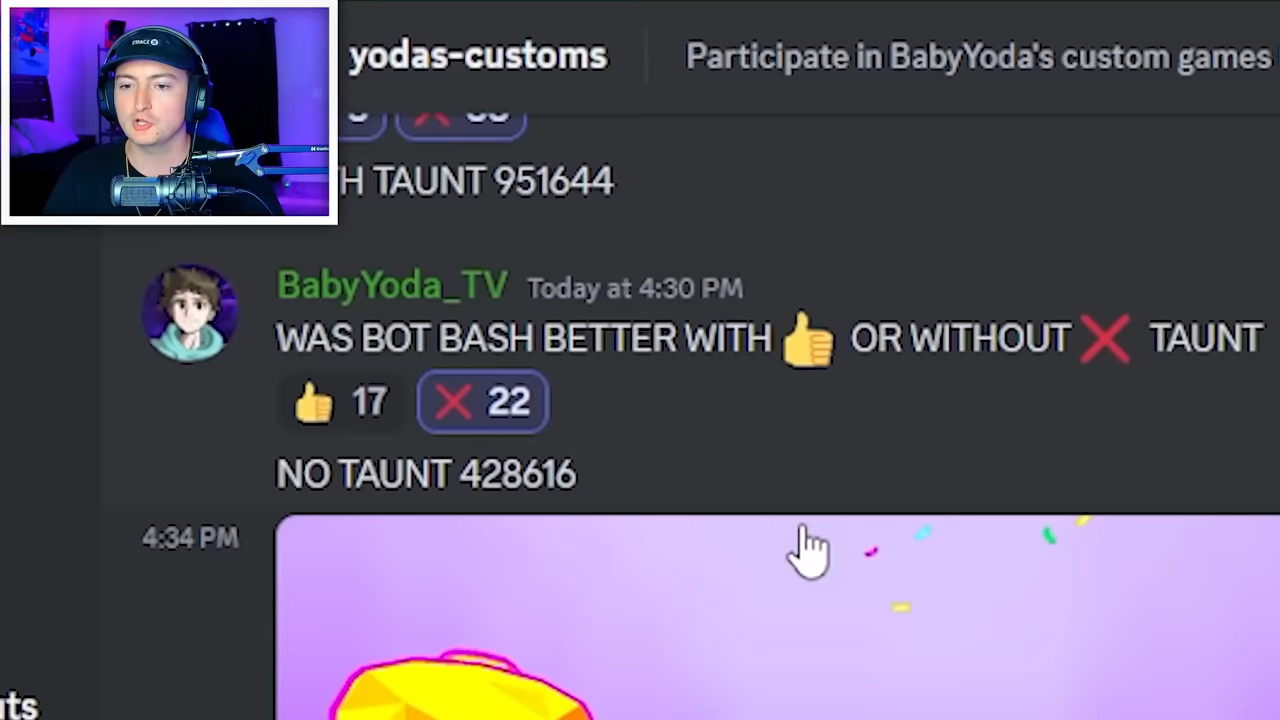 yodas-customs
Participate in BabyYoda's custom games
H TAUNT 951644
BabyYoda_TV Today at 4:30 PM
WAS BOT BASH BETTER WITH 👍 OR WITHOUT ❌ TAUNT
👍 17 ❌ 22
NO TAUNT 428616
4:34 PM
uts